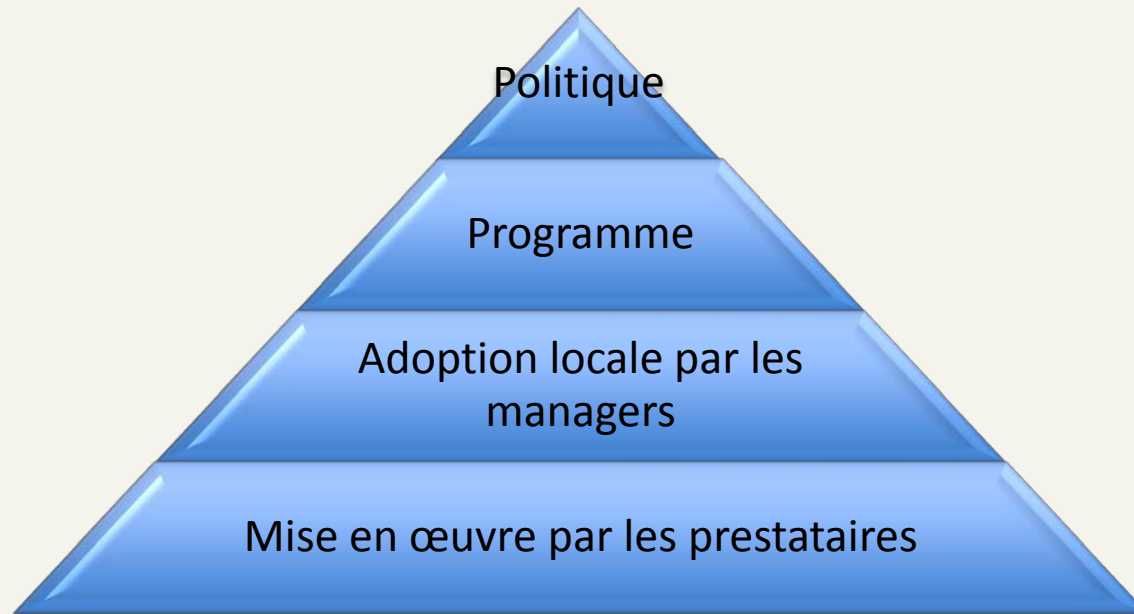 Politique
Programme
Adoption locale par les
managers
Mise en œuvre par les prestataires